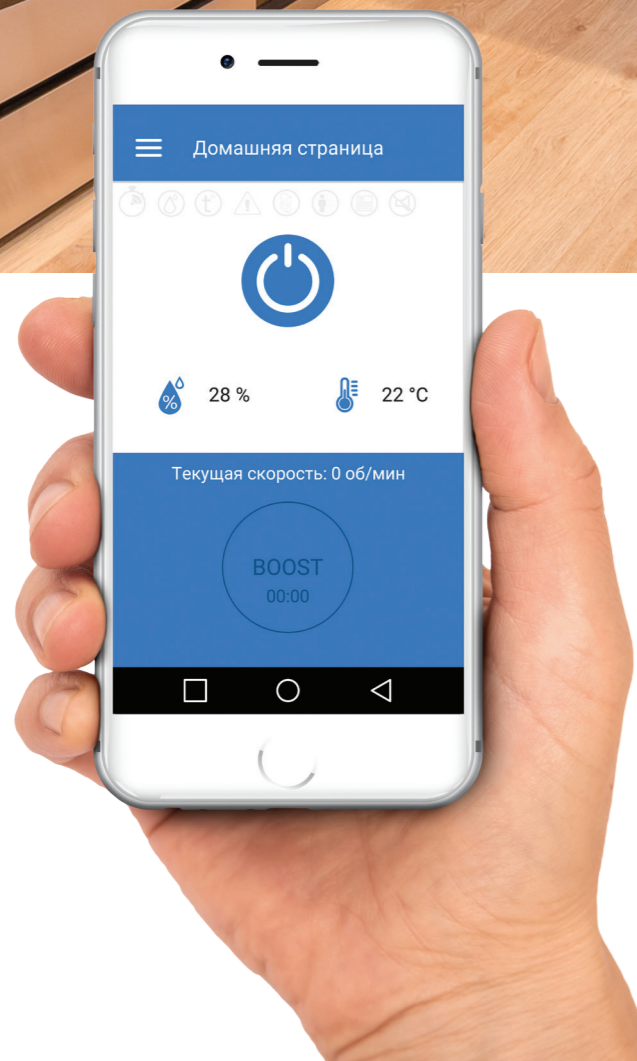 Домашняя страница
28 %
22 °C
Текущая скорость: 0 об/мин
BOOST
00:00